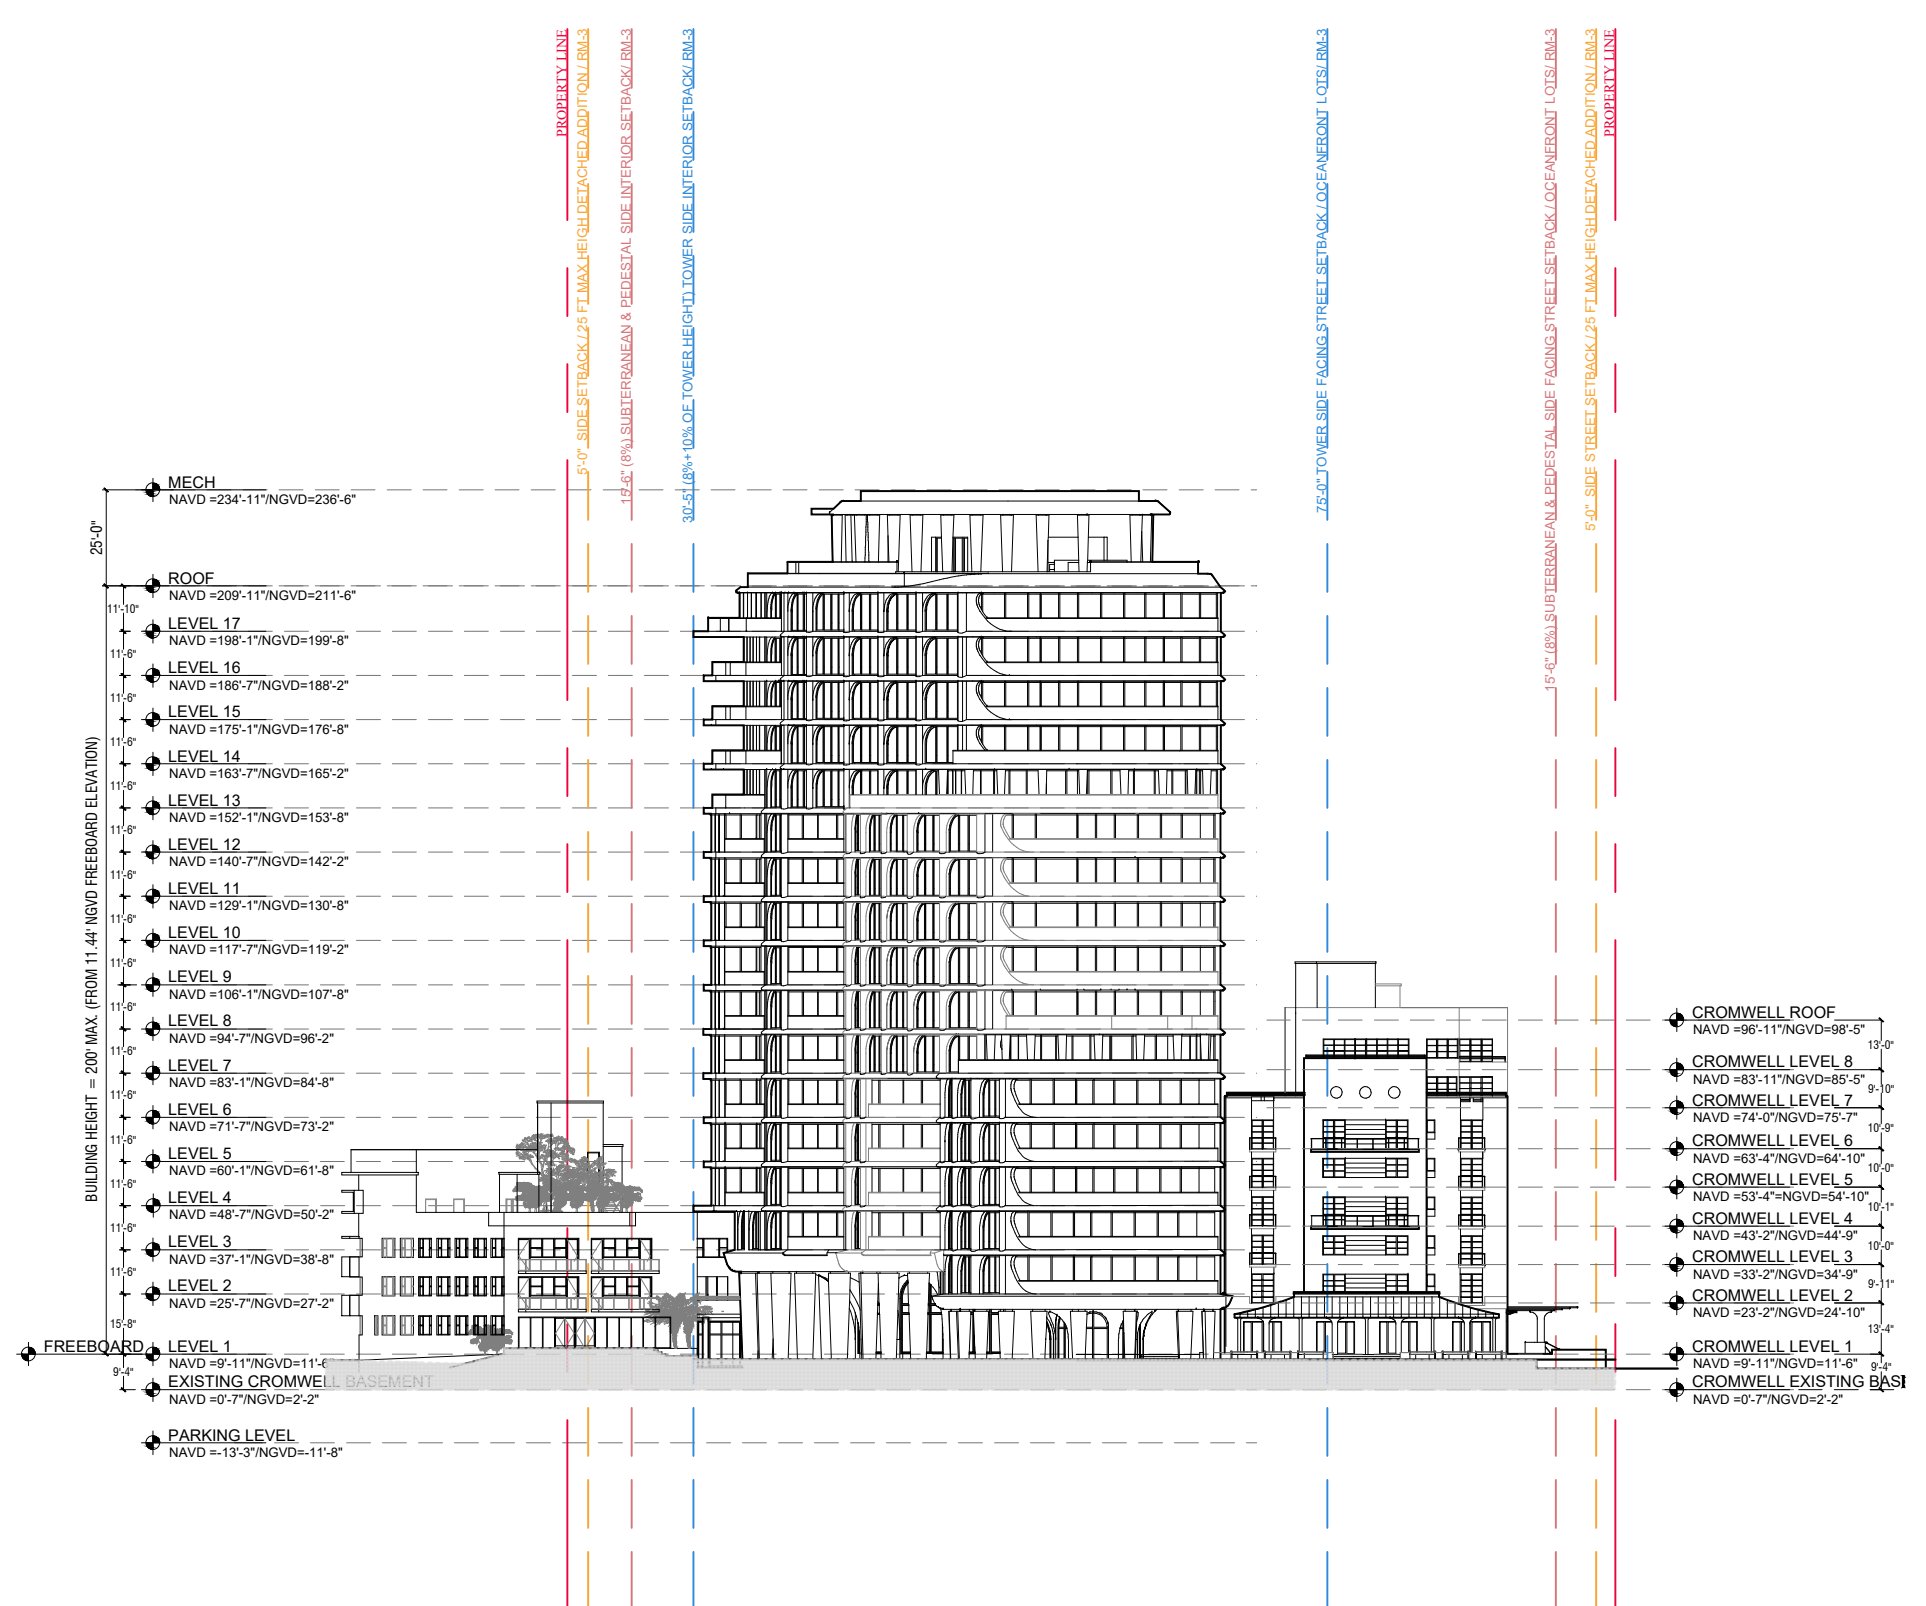 PROPERTY LINE
5'-0" SIDE SETBACK / 25 FT MAX HEIGH DETACHED ADDITION / RM-3
15'-6" (8%) SUBTERRANEAN & PEDESTAL SIDE INTERIOR SETBACK/ RM-3
30'-5" (8%+10% OF TOWER HEIGHT) TOWER SIDE INTERIOR SETBACK/ RM-3
75'-0" TOWER SIDE FACING STREET SETBACK / OCEANFRONT LOTS/ RM-3
15'-6" (8%) SUBTERRANEAN & PEDESTAL SIDE FACING STREET SETBACK / OCEANFRONT LOTS/ RM-3
5'-0" SIDE STREET SETBACK / 25 FT MAX HEIGH DETACHED ADDITION / RM-3
PROPERTY LINE
MECH
NAVD =234'-11"/NGVD=236'-6"
25'-0"
ROOF
NAVD =209'-11"/NGVD=211'-6"
11'-10"
LEVEL 17
NAVD =198'-1"/NGVD=199'-8"
11'-6"
LEVEL 16
NAVD =186'-7"/NGVD=188'-2"
11'-6"
LEVEL 15
NAVD =175'-1"/NGVD=176'-8"
11'-6"
LEVEL 14
NAVD =163'-7"/NGVD=165'-2"
11'-6"
LEVEL 13
NAVD =152'-1"/NGVD=153'-8"
11'-6"
LEVEL 12
NAVD =140'-7"/NGVD=142'-2"
11'-6"
LEVEL 11
NAVD =129'-1"/NGVD=130'-8"
11'-6"
LEVEL 10
NAVD =117'-7"/NGVD=119'-2"
11'-6"
LEVEL 9
NAVD =106'-1"/NGVD=107'-8"
11'-6"
LEVEL 8
NAVD =94'-7"/NGVD=96'-2"
11'-6"
LEVEL 7
NAVD =83'-1"/NGVD=84'-8"
11'-6"
LEVEL 6
NAVD =71'-7"/NGVD=73'-2"
11'-6"
LEVEL 5
NAVD =60'-1"/NGVD=61'-8"
11'-6"
LEVEL 4
NAVD =48'-7"/NGVD=50'-2"
11'-6"
LEVEL 3
NAVD =37'-1"/NGVD=38'-8"
11'-6"
LEVEL 2
NAVD =25'-7"/NGVD=27'-2"
15'-8"
FREEBOARD
LEVEL 1
NAVD =9'-11"/NGVD=11'-6
9'-4"
EXISTING CROMWELL BASEMENT
NAVD =0'-7"/NGVD=2'-2"
PARKING LEVEL
NAVD =-13'-3"/NGVD=-11'-8"
BUILDING HEIGHT = 200' MAX. (FROM 11.44' NGVD FREEBOARD ELEVATION)
CROMWELL ROOF
NAVD =96'-11"/NGVD=98'-5"
13'-0"
CROMWELL LEVEL 8
NAVD =83'-11"/NGVD=85'-5"
9'-10"
CROMWELL LEVEL 7
NAVD =74'-0"/NGVD=75'-7"
10'-9"
CROMWELL LEVEL 6
NAVD =63'-4"/NGVD=64'-10"
10'-0"
CROMWELL LEVEL 5
NAVD =53'-4"=NGVD=54'-10"
10'-1"
CROMWELL LEVEL 4
NAVD =43'-2"/NGVD=44'-9"
10'-0"
CROMWELL LEVEL 3
NAVD =33'-2"/NGVD=34'-9"
9'-11"
CROMWELL LEVEL 2
NAVD =23'-2"/NGVD=24'-10"
13'-4"
CROMWELL LEVEL 1
NAVD =9'-11"/NGVD=11'-6"
9'-4"
CROMWELL EXISTING BAS
NAVD =0'-7"/NGVD=2'-2"